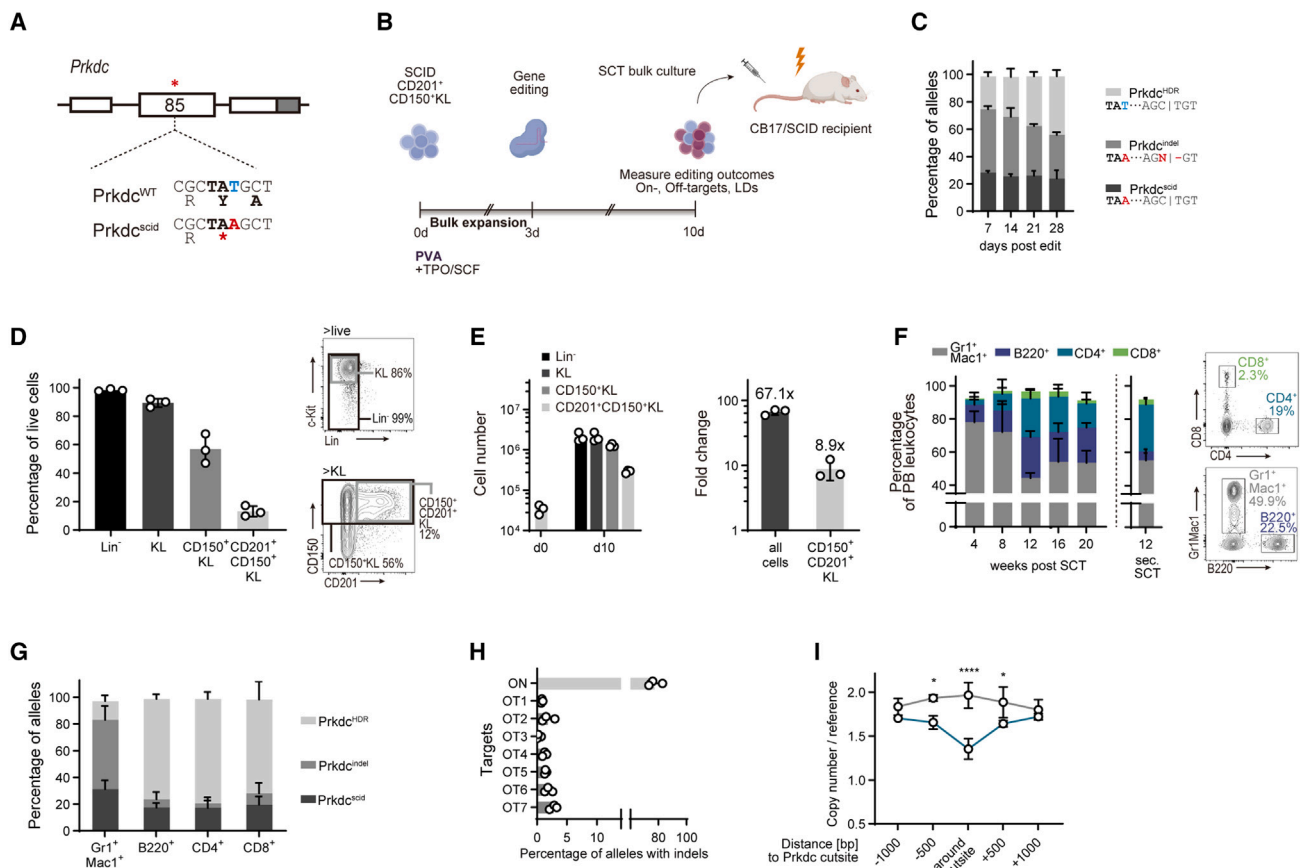 A
Prkdc
*
85
Prkdc^WT
CGCTATGCT
R Y A
Prkdc^scid
CGCTAAGCT
R *
B
SCID
CD201+
CD150+KL
Gene
editing
SCT bulk culture
CB17/SCID recipient
Measure editing outcomes
On-, Off-targets, LDs
Bulk expansion
0d 3d 10d
PVA
+TPO/SCF
C
Percentage of alleles
100
80
60
40
20
0
7 14 21 28
days post edit
Prkdc^HDR
TAT···AGC|TGT
Prkdc^indel
TAA···AGN|-GT
Prkdc^scid
TAA···AGC|TGT
D
Percentage of live cells
100
80
60
40
20
0
Lin- KL CD150+ KL CD201+ CD150+ KL
>live
KL 86%
Lin- 99%
c-Kit
Lin
>KL
CD150+
CD201+
KL
12%
CD150+KL 56%
CD150
CD201
E
Lin-
KL
CD150+KL
CD201+CD150+KL
Cell number
10^7
10^6
10^5
10^4
d0 d10
Fold change
100
10
1
67.1x
8.9x
all
cells
CD150+
CD201+
KL
F
Gr1+
Mac1+
B220+
CD4+
CD8+
Percentage
of PB leukocytes
100
80
60
40
0
4 8 12 16 20
weeks post SCT
12
sec.
SCT
CD8+
2.3%
CD4+
19%
CD8
CD4
Gr1+
Mac1+
49.9%
B220+
22.5%
Gr1Mac1
B220
G
Percentage of alleles
100
80
60
40
20
0
Gr1+
Mac1+
B220+ CD4+ CD8+
Prkdc^HDR
Prkdc^indel
Prkdc^scid
H
Targets
ON
OT1
OT2
OT3
OT4
OT5
OT6
OT7
0 5 10 80 100
Percentage of alleles with indels
I
Copy number / reference
2.0
1.5
1.0
0.5
* **** *
Distance [bp]
to Prkdc cutsite
-1000
-500
around
cutsite
+500
+1000